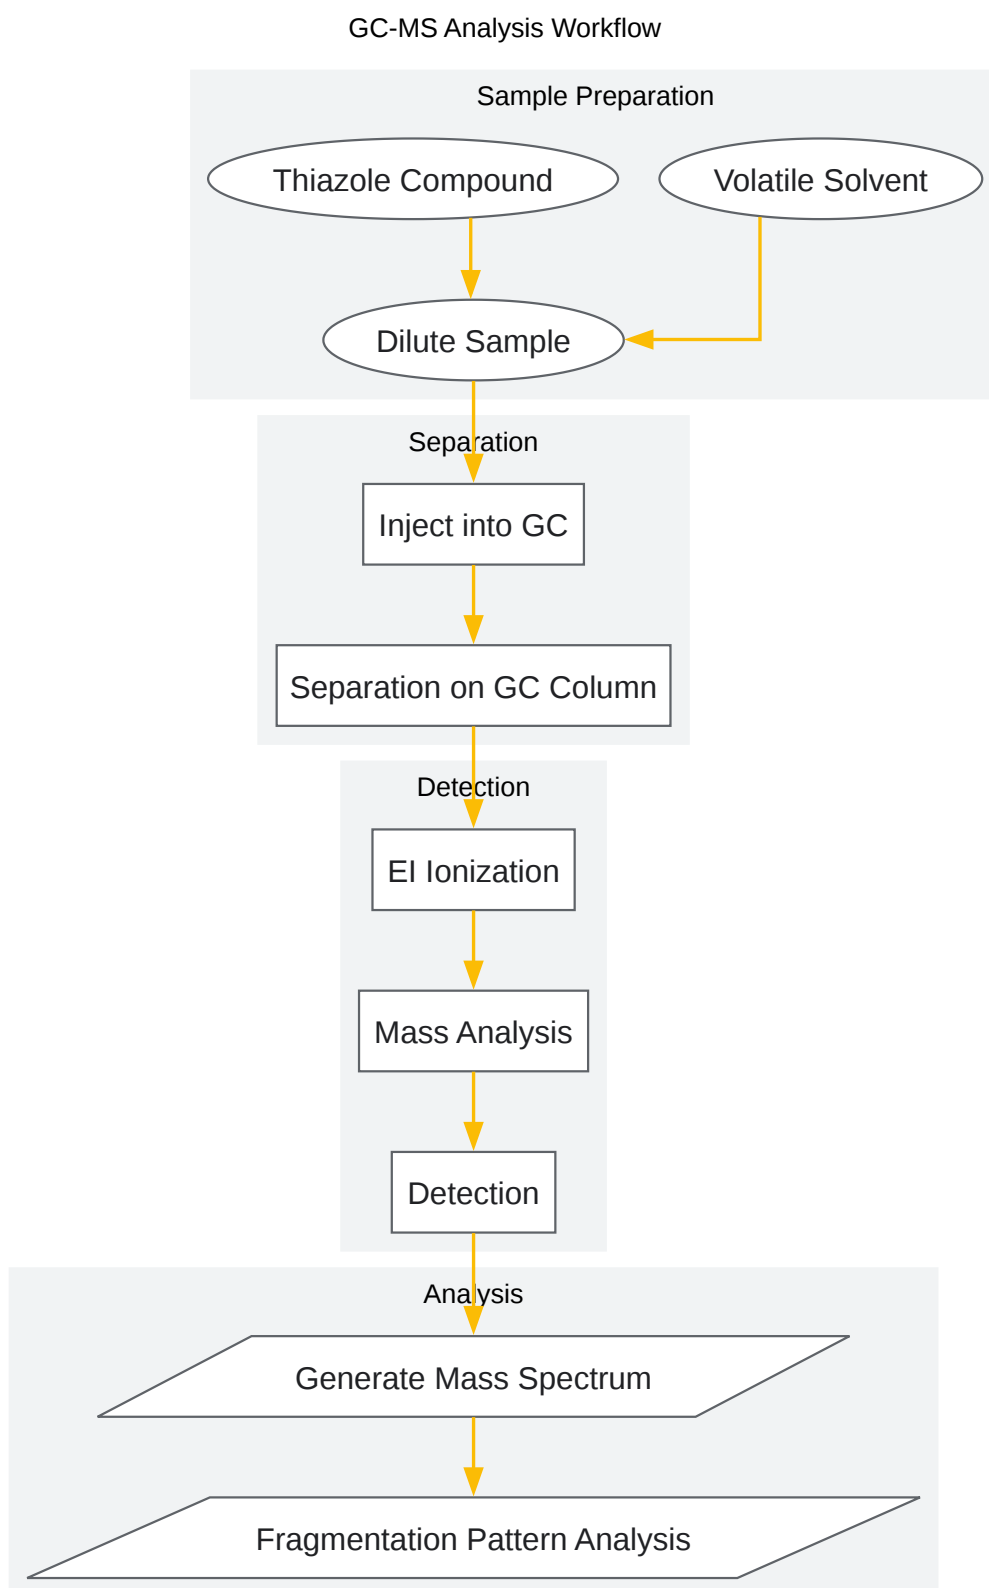 GC-MS Analysis Workflow
Sample Preparation
Thiazole Compound
Volatile Solvent
Dilute Sample
Separation
Inject into GC
Separation on GC Column
Detection
EI Ionization
Mass Analysis
Detection
Analysis
Generate Mass Spectrum
Fragmentation Pattern Analysis